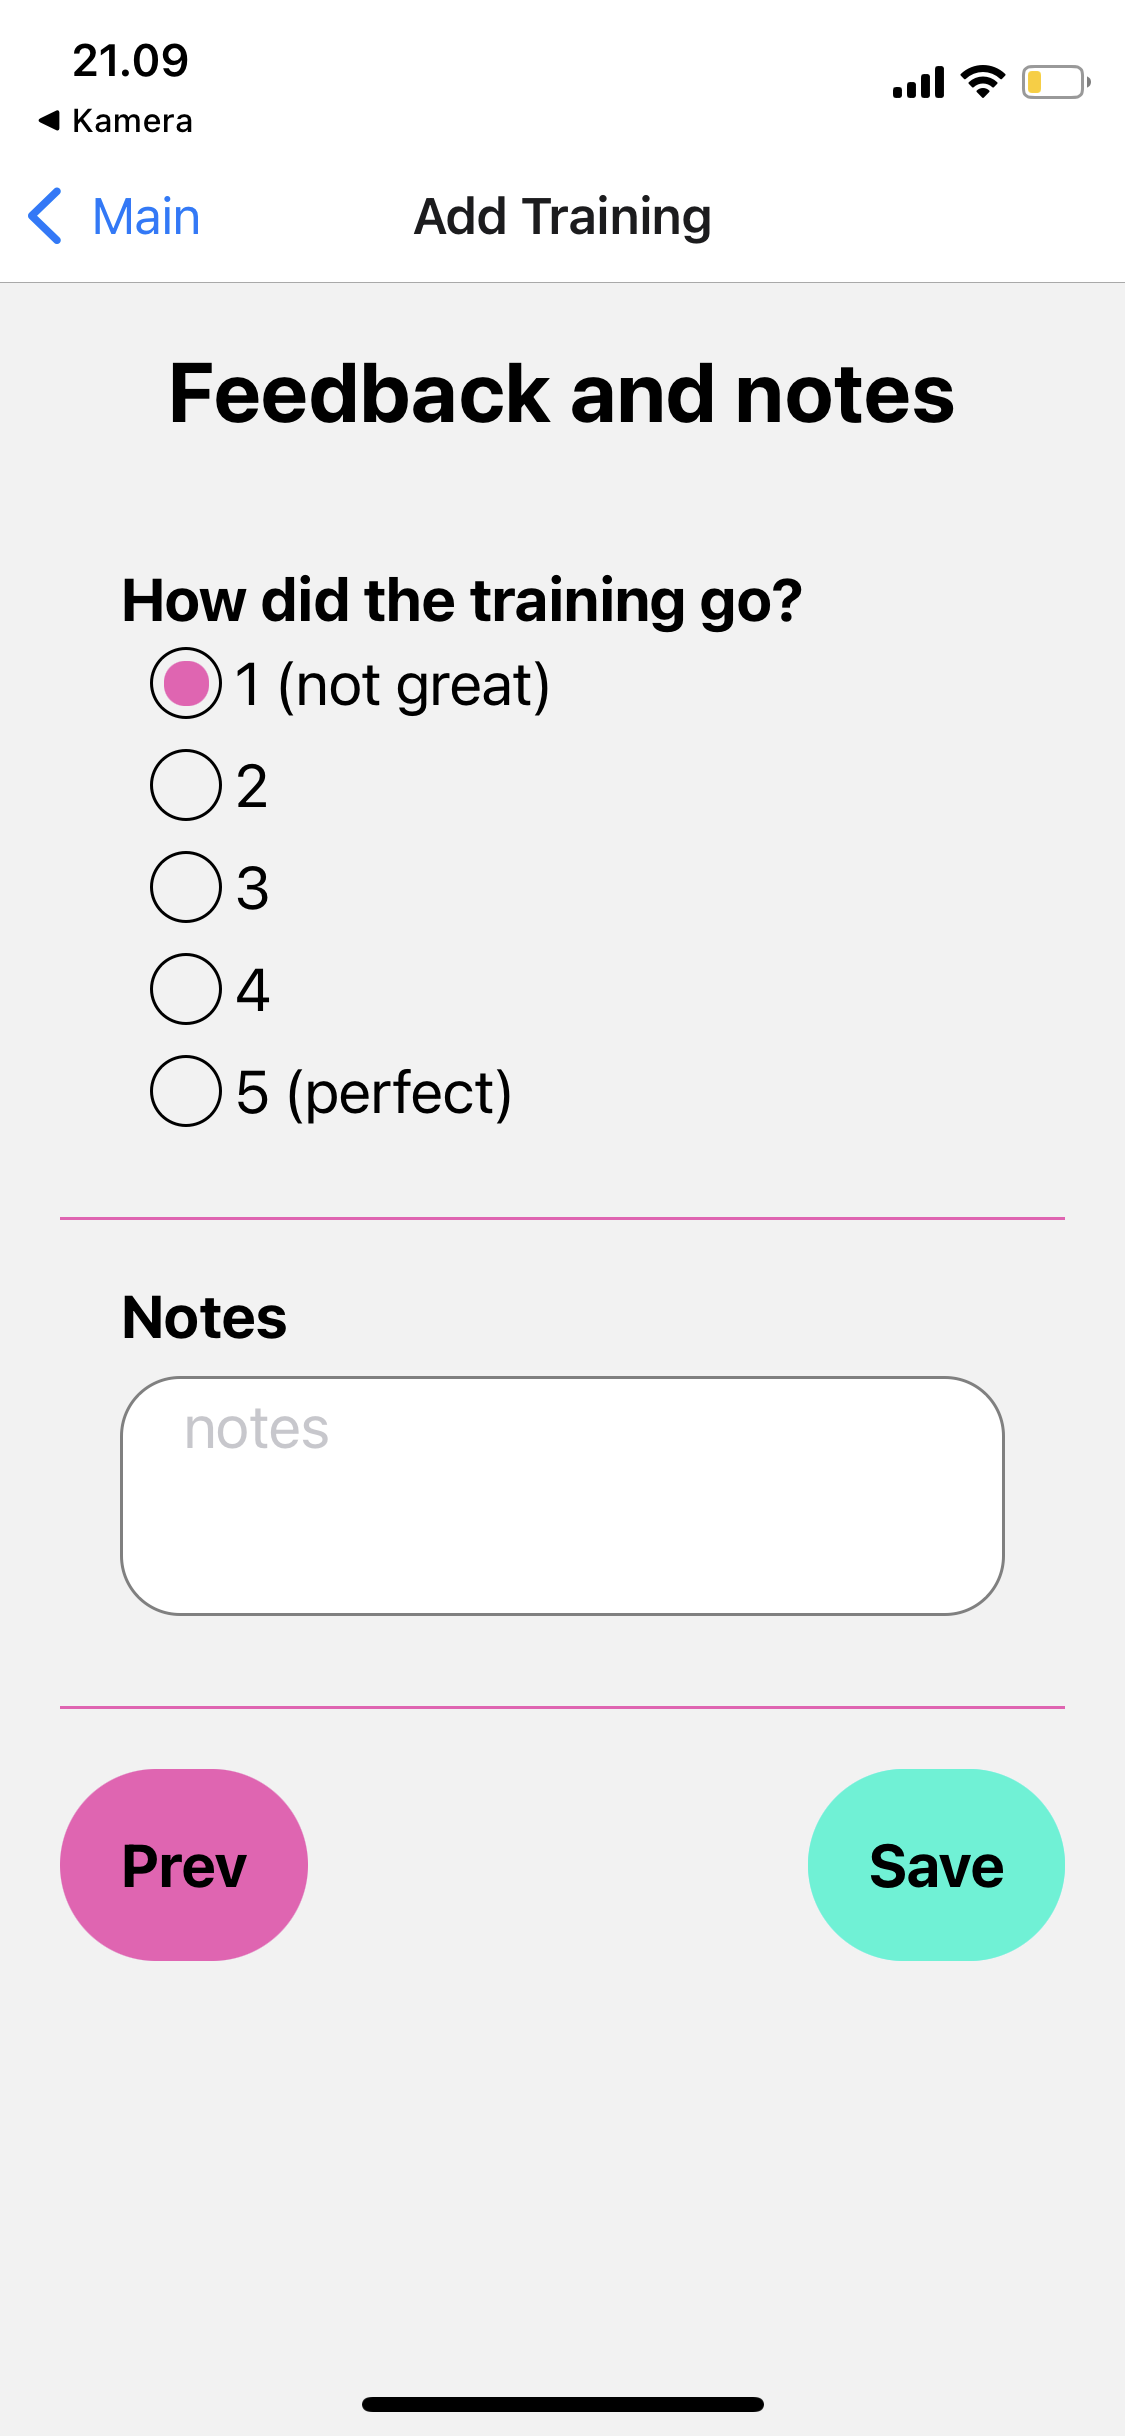 21.09
◀ Kamera
Main
Add Training
Feedback and notes
How did the training go?
1 (not great)
2
3
4
5 (perfect)
Notes
notes
Prev
Save